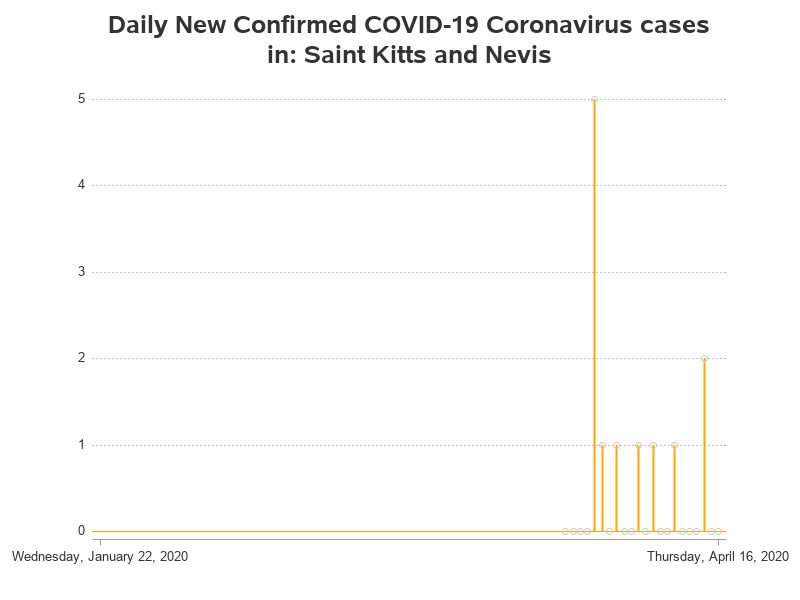 Daily New Confirmed COVID-19 Coronavirus cases
in: Saint Kitts and Nevis
5
4
3
2
1
0
Wednesday, January 22, 2020
Thursday, April 16, 2020